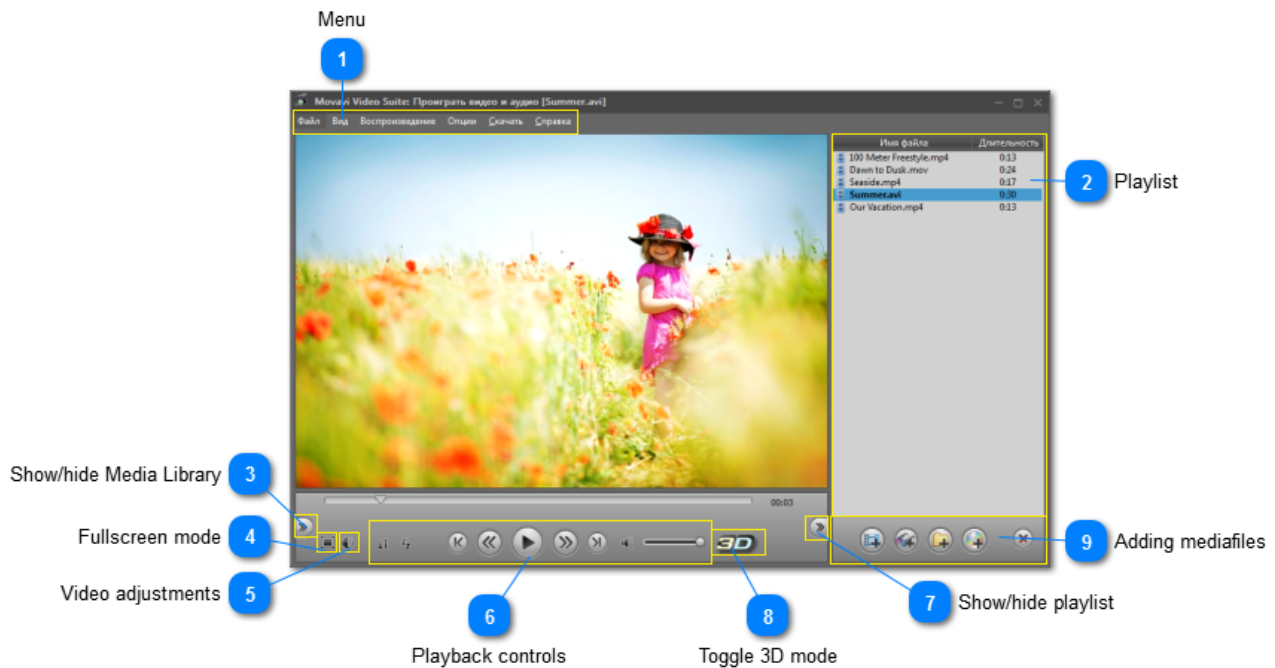 Menu
1
Movavi Video Suite: Проиграть видео и аудио [Summer.avi]
Файл Вид Воспроизведение Опции Скачать Справка
Имя файла Длительность
100 Meter Freestyle.mp4 0:13
Dawn to Dusk.mov 0:24
Seaside.mp4 0:17
Summer.avi 0:30
Our Vacation.mp4 0:13
2 Playlist
Show/hide Media Library 3
00:03
Fullscreen mode 4
3D
9 Adding mediafiles
Video adjustments 5
6
8
7 Show/hide playlist
Playback controls
Toggle 3D mode